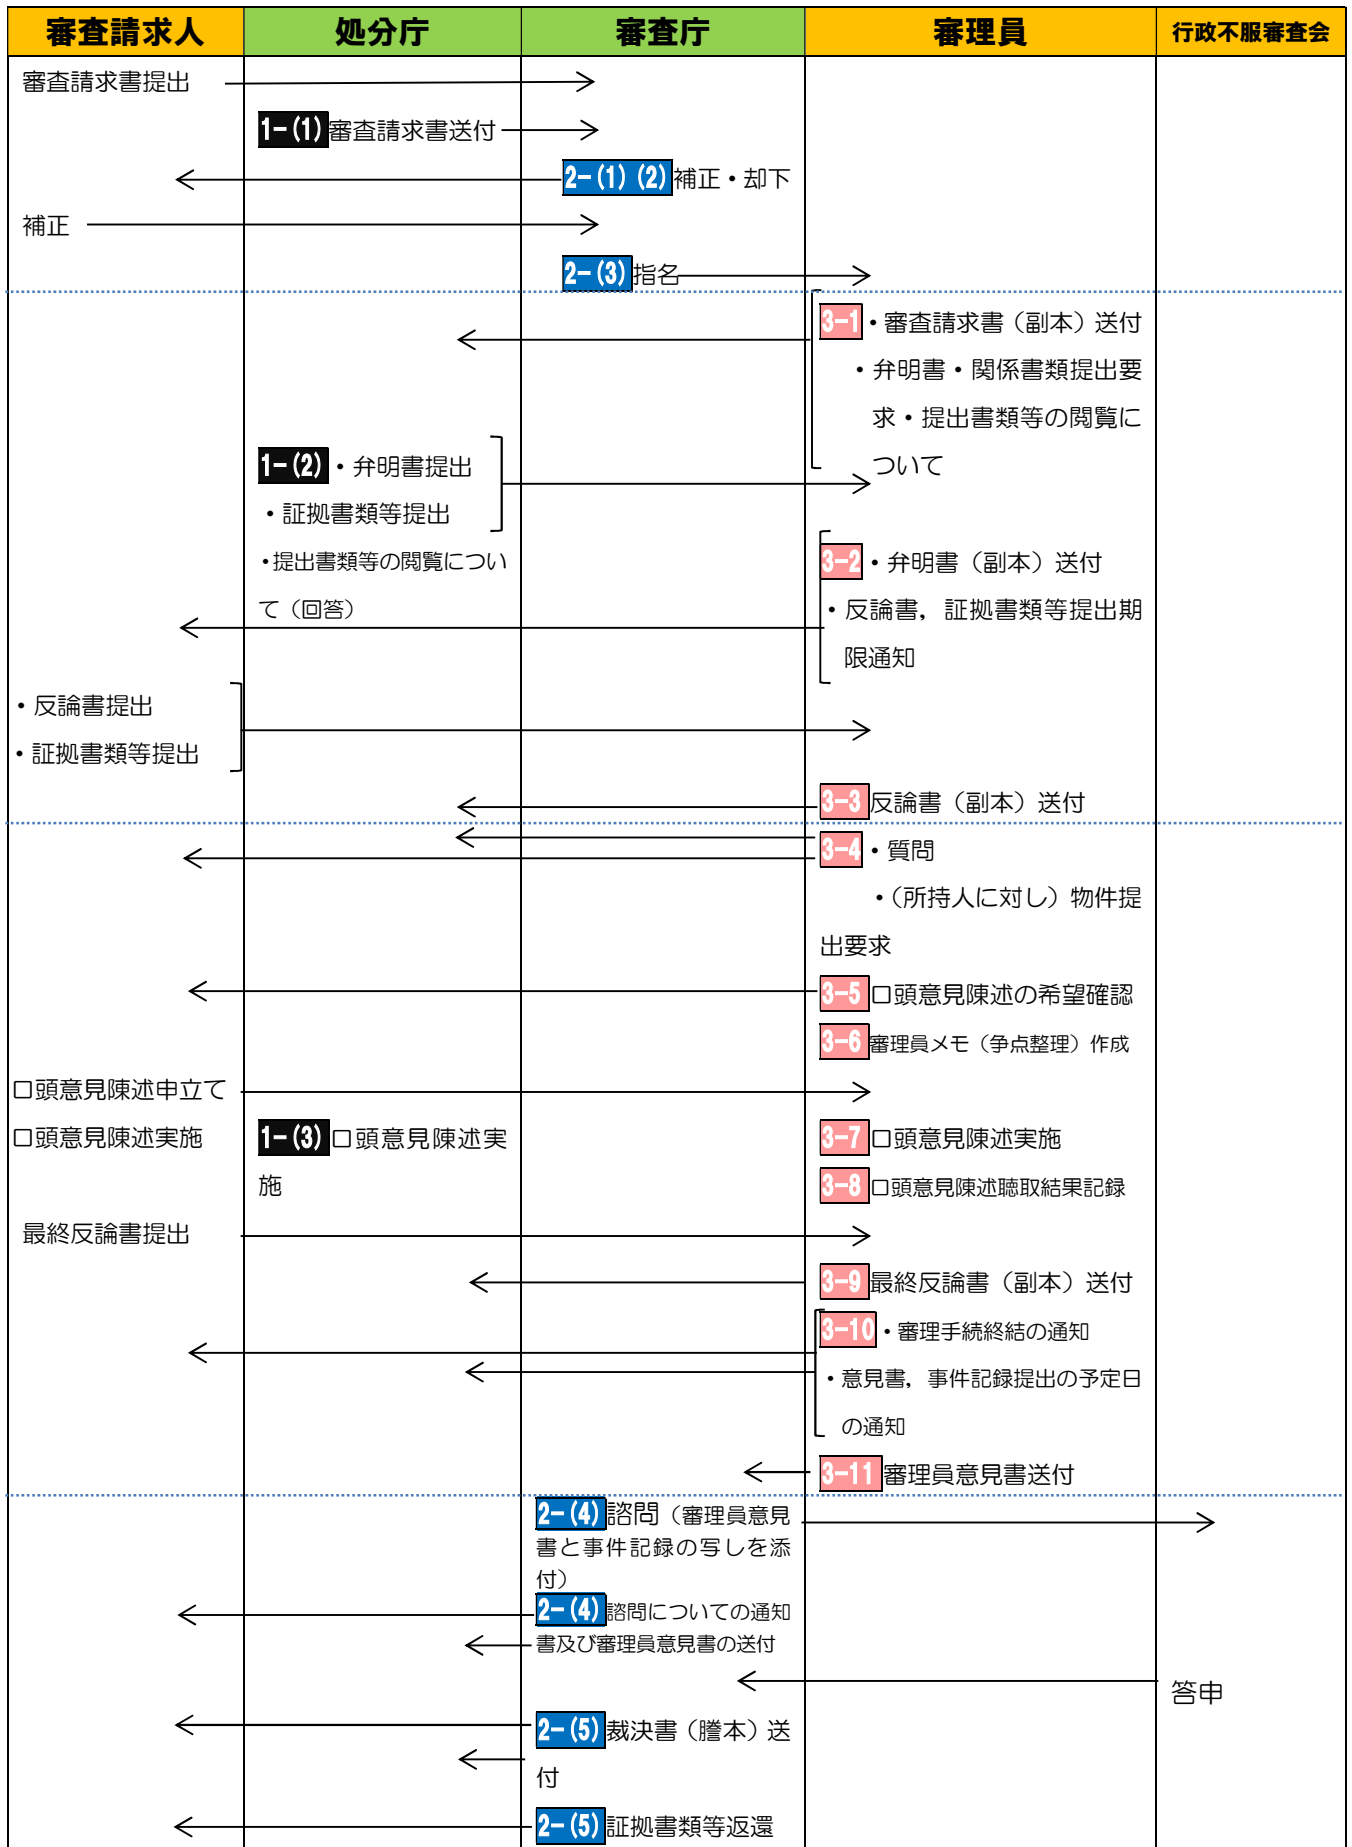 審査請求人 処分庁 審査庁 審理員 行政不服審査会
審査請求書提出
1-(1) 審査請求書送付
2-(1) (2) 補正・却下
補正
2-(3) 指名
3-1 ・審査請求書（副本）送付
・弁明書・関係書類提出要
求・提出書類等の閲覧に
ついて
1-(2) ・弁明書提出
・証拠書類等提出
・提出書類等の閲覧につい
て（回答）
3-2 ・弁明書（副本）送付
・反論書，証拠書類等提出期
限通知
・反論書提出
・証拠書類等提出
3-3 反論書（副本）送付
3-4 ・質問
・（所持人に対し）物件提
出要求
3-5 口頭意見陳述の希望確認
3-6 審理員メモ（争点整理）作成
口頭意見陳述申立て
口頭意見陳述実施
1-(3) 口頭意見陳述実
施
3-7 口頭意見陳述実施
3-8 口頭意見陳述聴取結果記録
最終反論書提出
3-9 最終反論書（副本）送付
3-10 ・審理手続終結の通知
・意見書，事件記録提出の予定日
の通知
3-11 審理員意見書送付
2-(4) 諮問（審理員意見
書と事件記録の写しを添
付）
2-(4) 諮問についての通知
書及び審理員意見書の送付
答申
2-(5) 裁決書（謄本）送
付
2-(5) 証拠書類等返還